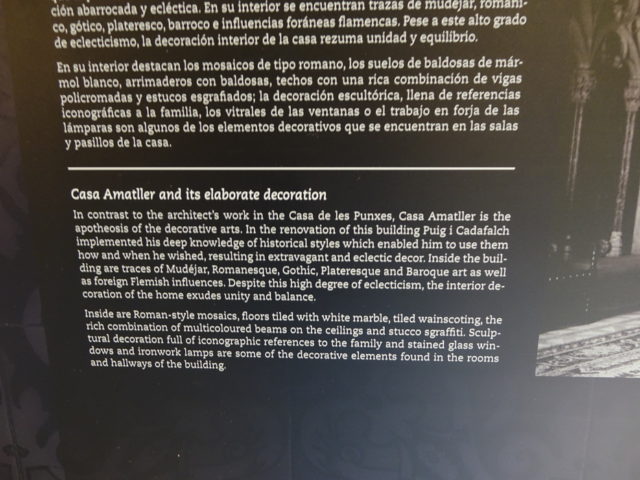 ción abarrocada y ecléctica. En su interior se encuentran trazas de mudéjar, románi-
co, gótico, plateresco, barroco e influencias foráneas flamencas. Pese a este alto grado
de eclecticismo, la decoración interior de la casa rezuma unidad y equilibrio.
En su interior destacan los mosaicos de tipo romano, los suelos de baldosas de már-
mol blanco, arrimaderos con baldosas, techos con una rica combinación de vigas
policromadas y estucos esgrafiados; la decoración escultórica, llena de referencias
iconográficas a la familia, los vitrales de las ventanas o el trabajo en forja de las
lámparas son algunos de los elementos decorativos que se encuentran en las salas
y pasillos de la casa.
Casa Amatller and its elaborate decoration
In contrast to the architect's work in the Casa de les Punxes, Casa Amatller is the
apotheosis of the decorative arts. In the renovation of this building Puig i Cadafalch
implemented his deep knowledge of historical styles which enabled him to use them
how and when he wished, resulting in extravagant and eclectic decor. Inside the buil-
ding are traces of Mudéjar, Romanesque, Gothic, Plateresque and Baroque art as well
as foreign Flemish influences. Despite this high degree of eclecticism, the interior de-
coration of the home exudes unity and balance.
Inside are Roman-style mosaics, floors tiled with white marble, tiled wainscoting, the
rich combination of multicoloured beams on the ceilings and stucco sgraffiti. Sculp-
tural decoration full of iconographic references to the family and stained glass win-
dows and ironwork lamps are some of the decorative elements found in the rooms
and hallways of the building.